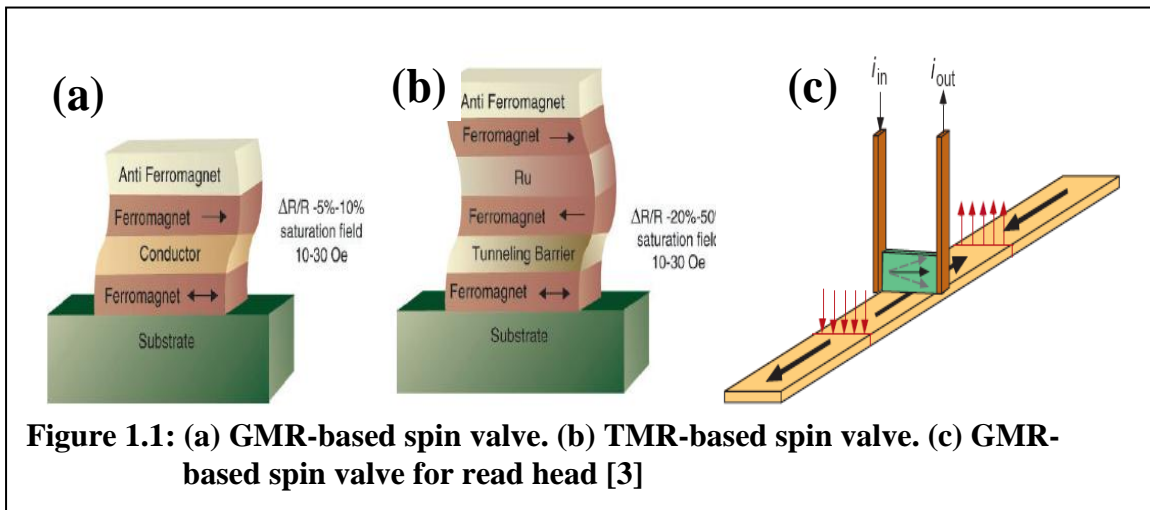 (a)
Anti Ferromagnet
Ferromagnet
Conductor
Ferromagnet
Substrate
ΔR/R -5%-10%
saturation field
10-30 Oe
(b)
Anti Ferromagnet
Ferromagnet
Ru
Ferromagnet
Tunneling Barrier
Ferromagnet
Substrate
ΔR/R -20%-50%
saturation field
10-30 Oe
(c)
iin
iout
Figure 1.1: (a) GMR-based spin valve. (b) TMR-based spin valve. (c) GMR-
based spin valve for read head [3]